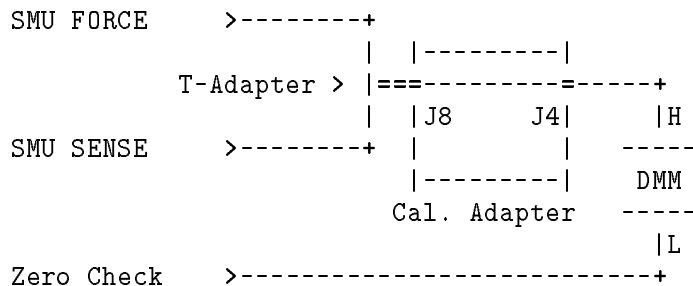 SMU FORCE >--------+
| |---------|
T-Adapter > |===---------=-----+
| |J8 J4| |H
SMU SENSE >--------+ | | -----
|---------| DMM
Cal. Adapter -----
|L
Zero Check >--------------------------+